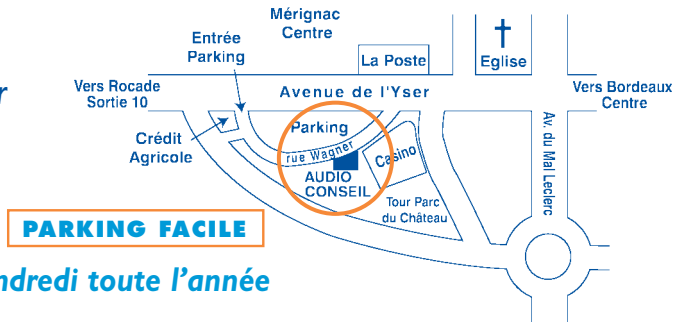 Mérignac
Centre
Entrée
Parking
La Poste
Eglise
Vers Rocade
Sortie 10
Avenue de l'Yser
Vers Bordeaux
Centre
Parking
Crédit
Agricole
rue Wagner
Casino
AUDIO
CONSEIL
Av. du Mal Leclerc
Tour Parc
du Château
PARKING FACILE
toute l'année